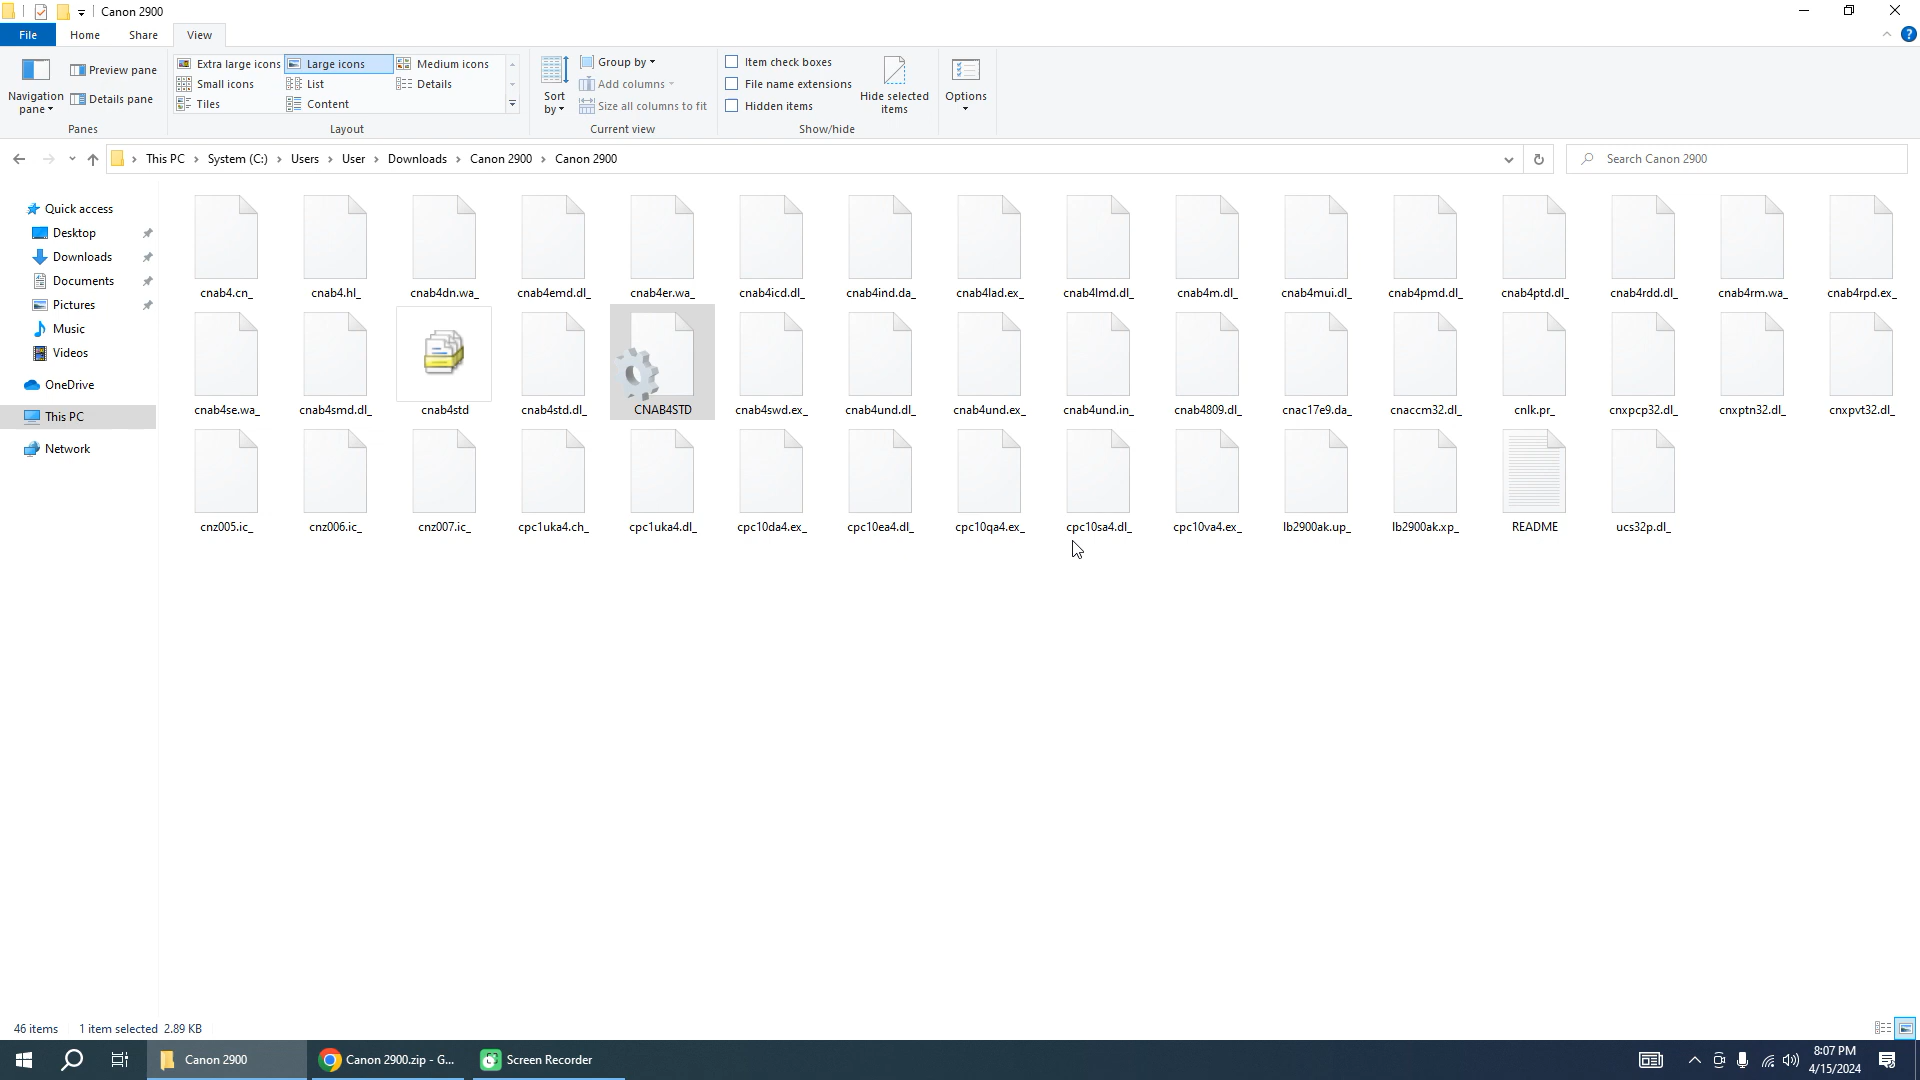 Canon 2900
File Home Share View
Navigation pane
Preview pane
Details pane
Panes
Extra large icons Large icons Medium icons
Small icons List Details
Tiles Content
Layout
Sort by
Group by
Add columns
Size all columns to fit
Current view
Item check boxes
File name extensions
Hidden items
Hide selected items
Show/hide
Options
This PC System (C:) Users User Downloads Canon 2900 Canon 2900
Search Canon 2900
Quick access
Desktop
Downloads
Documents
Pictures
Music
Videos
OneDrive
This PC
Network
cnab4.cn_ cnab4.hl_ cnab4dn.wa_ cnab4emd.dl_ cnab4er.wa_ cnab4icd.dl_ cnab4ind.da_ cnab4lad.ex_ cnab4lmd.dl_ cnab4m.dl_ cnab4mui.dl_ cnab4pmd.dl_ cnab4ptd.dl_ cnab4rdd.dl_ cnab4rm.wa_ cnab4rpd.ex_
cnab4se.wa_ cnab4smd.dl_ cnab4std cnab4std.dl_ CNAB4STD cnab4swd.ex_ cnab4und.dl_ cnab4und.ex_ cnab4und.in_ cnab4809.dl_ cnac17e9.da_ cnaccm32.dl_ cnlk.pr_ cnxpcp32.dl_ cnxptn32.dl_ cnxpvt32.dl_
cnz005.ic_ cnz006.ic_ cnz007.ic_ cpc1uka4.ch_ cpc1uka4.dl_ cpc10da4.ex_ cpc10ea4.dl_ cpc10qa4.ex_ cpc10sa4.dl_ cpc10va4.ex_ lb2900ak.up_ lb2900ak.xp_ README ucs32p.dl_
46 items 1 item selected 2.89 KB
Canon 2900 Canon 2900.zip - G... Screen Recorder
8:07 PM
4/15/2024